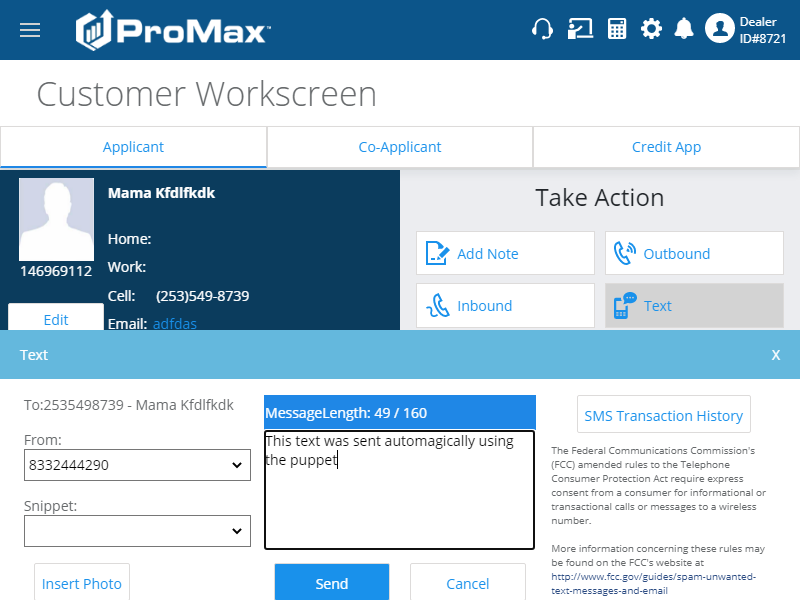 ProMax™
Dealer
ID#8721
Customer Workscreen
Applicant
Co-Applicant
Credit App
Mama Kfdlfkdk
146969112
Home:
Work:
Cell: (253)549-8739
Email: adfdas
Edit
Take Action
Add Note
Outbound
Inbound
Text
Text
X
To:2535498739 - Mama Kfdlfkdk
From:
8332444290
Snippet:
Insert Photo
MessageLength: 49 / 160
This text was sent automagically using
the puppet
Send
Cancel
SMS Transaction History
The Federal Communications Commission's
(FCC) amended rules to the Telephone
Consumer Protection Act require express
consent from a consumer for informational or
transactional calls or messages to a wireless
number.
More information concerning these rules may
be found on the FCC's website at
http://www.fcc.gov/guides/spam-unwanted-
text-messages-and-email